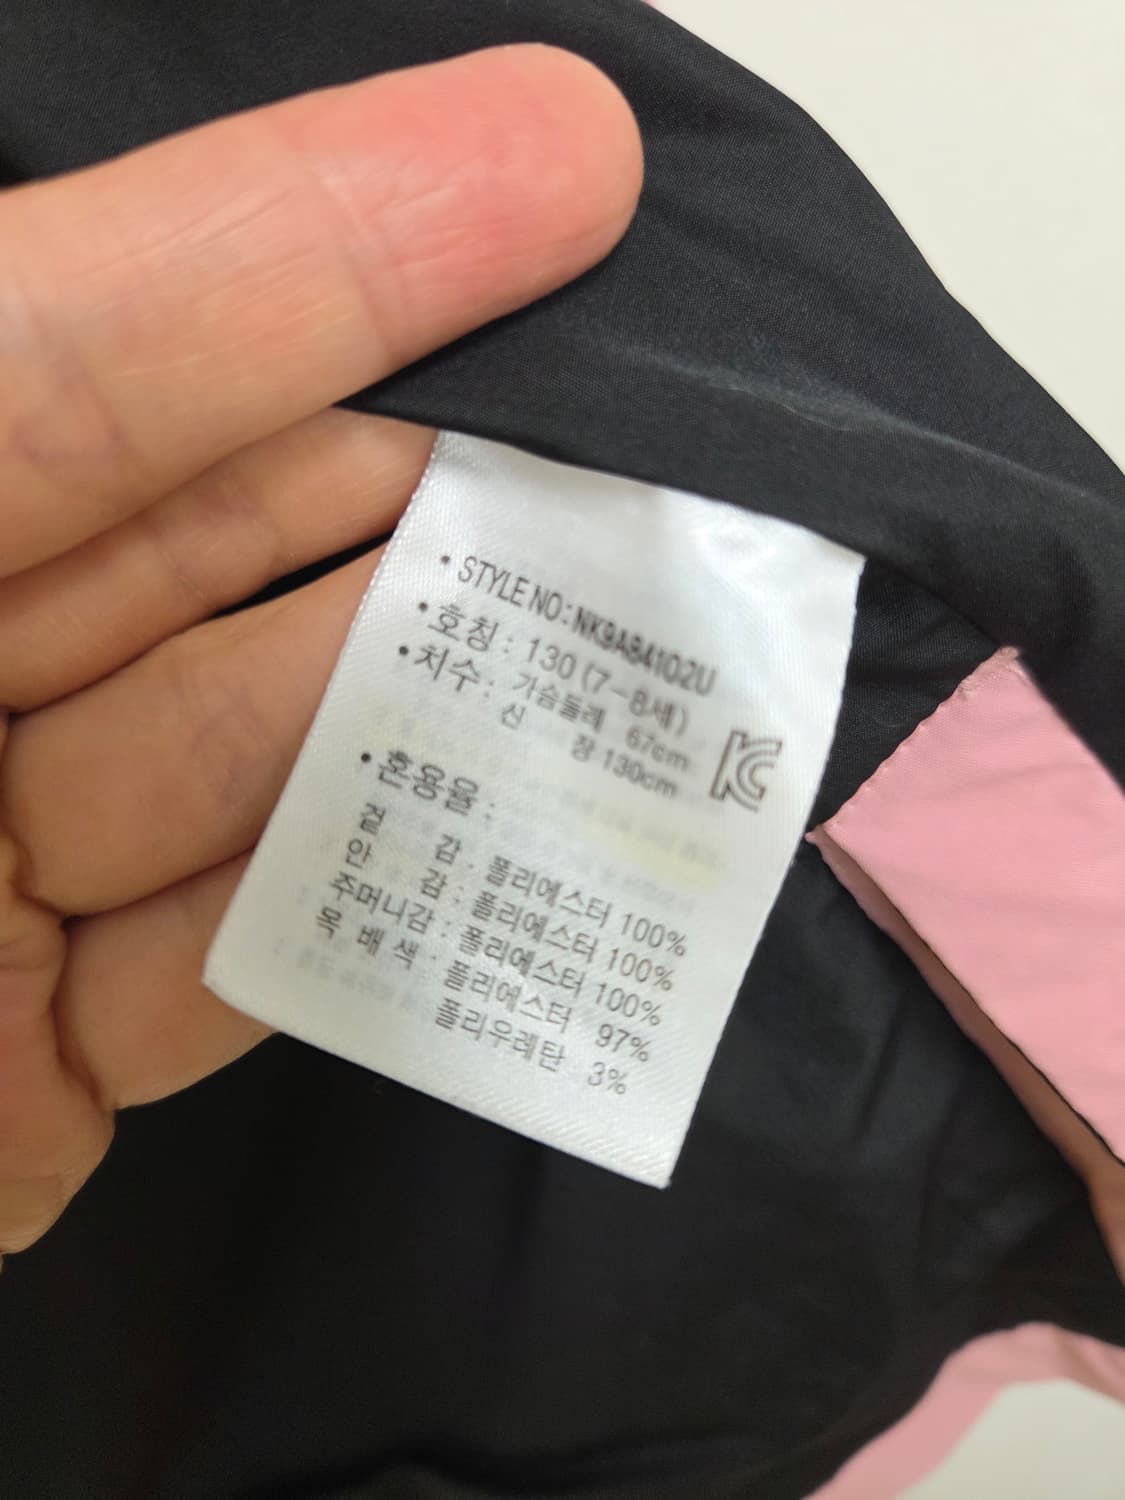 • STYLE NO : NK9A84102U
• 호칭 : 130 (7-8세)
• 치수 : 가슴둘레 67cm
신 장 130cm
KC
• 혼용율 :
겉 감 : 폴리에스터 100%
안 감 : 폴리에스터 100%
주머니감 : 폴리에스터 100%
목 배 색 : 폴리에스터 97%
폴리우레탄 3%